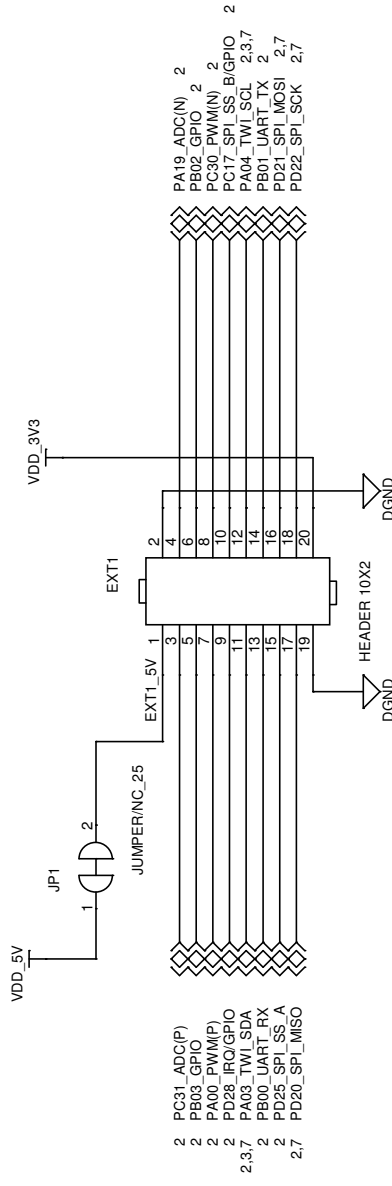 VDD_5V
VDD_3V3
JP1
1
2
JUMPER/NC_25
EXT1
EXT1_5V
1
2
3
4
5
6
7
8
9
10
11
12
13
14
15
16
17
18
19
20
2 PC31_ADC(P)
2 PB03_GPIO
2 PA00_PWM(P)
2 PD28_IRQ/GPIO
2,3,7 PA03_TWI_SDA
2 PB00_UART_RX
2 PD25_SPI_SS_A
2,7 PD20_SPI_MISO
PA19_ADC(N) 2
PB02_GPIO 2
PC30_PWM(N) 2
PC17_SPI_SS_B/GPIO 2
PA04_TWI_SCL 2,3,7
PB01_UART_TX 2
PD21_SPI_MOSI 2,7
PD22_SPI_SCK 2,7
HEADER 10X2
DGND
DGND